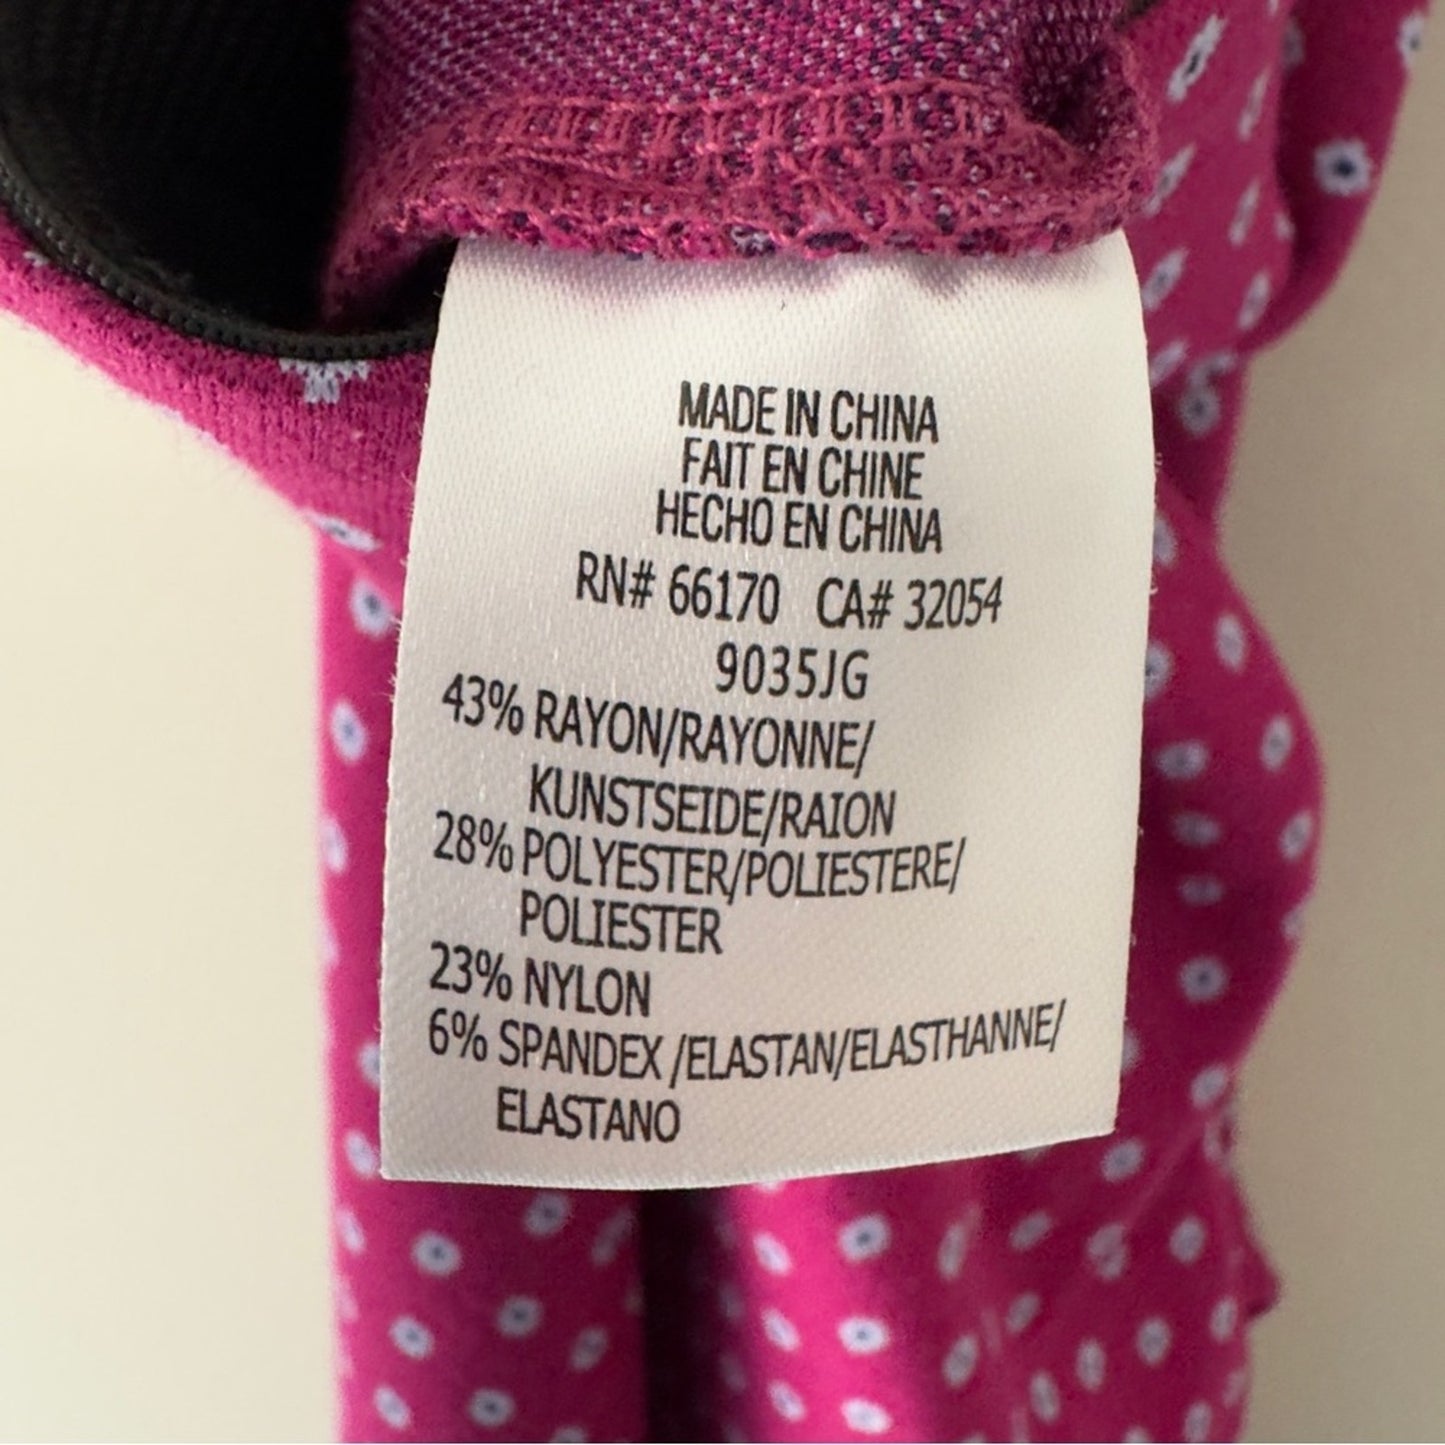 MADE IN CHINA
FAIT EN CHINE
HECHO EN CHINA
RN# 66170 CA# 32054
9035JG
43% RAYON/RAYONNE/
KUNSTSEIDE/RAION
28% POLYESTER/POLIESTERE/
POLIESTER
23% NYLON
6% SPANDEX /ELASTAN/ELASTHANNE/
ELASTANO